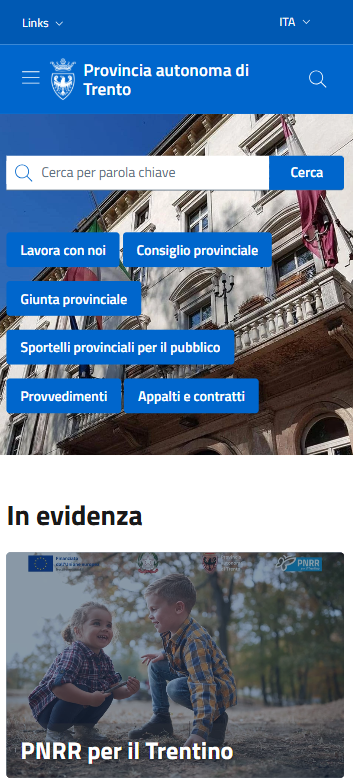 Links
ITA
Provincia autonoma di
Trento
Cerca per parola chiave
Cerca
Lavora con noi
Consiglio provinciale
Giunta provinciale
Sportelli provinciali per il pubblico
Provvedimenti
Appalti e contratti
In evidenza
PNRR
PNRR per il Trentino